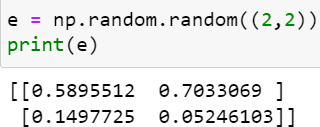 e = np.random.random((2,2))
print(e)
[[0.5895512  0.7033069 ]
 [0.1497725  0.05246103]]